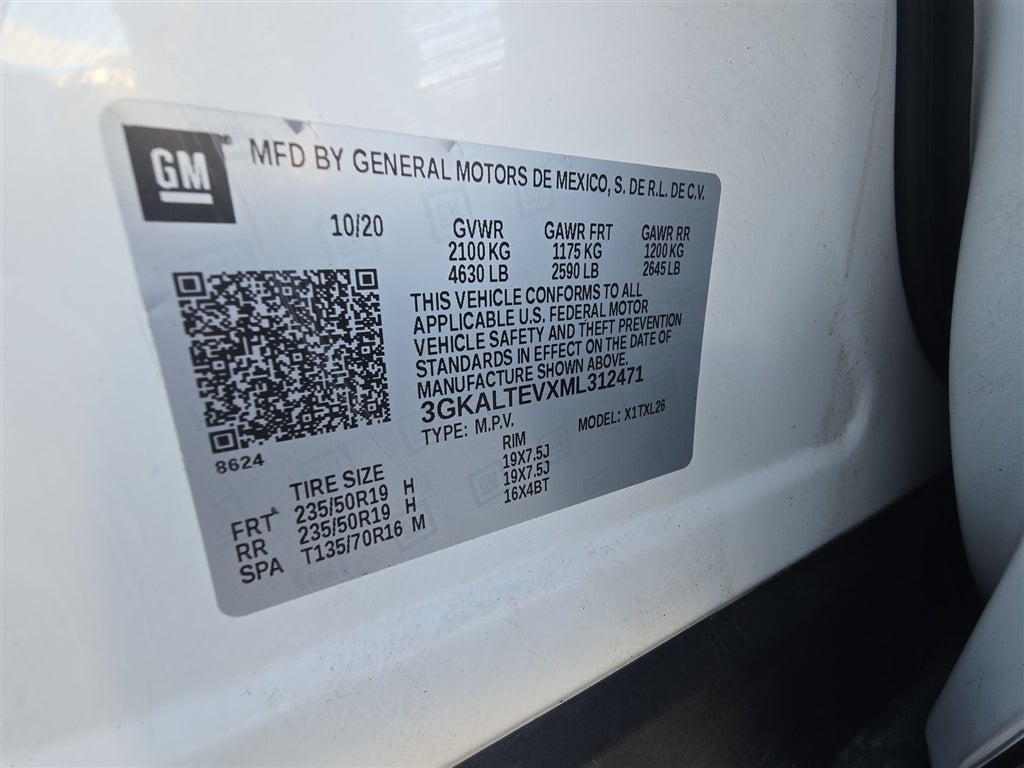 GM
MFD BY GENERAL MOTORS DE MEXICO, S. DE R.L. DE C.V.
10/20
GVWR GAWR FRT GAWR RR
2100 KG 1175 KG 1200 KG
4630 LB 2590 LB 2645 LB
THIS VEHICLE CONFORMS TO ALL
APPLICABLE U.S. FEDERAL MOTOR
VEHICLE SAFETY AND THEFT PREVENTION
STANDARDS IN EFFECT ON THE DATE OF
MANUFACTURE SHOWN ABOVE.
3GKALTEVXML312471
TYPE: M.P.V. MODEL: X1TXL26
8624
TIRE SIZE RIM
FRT 235/50R19 H 19X7.5J
RR 235/50R19 H 19X7.5J
SPA T135/70R16 M 16X4BT